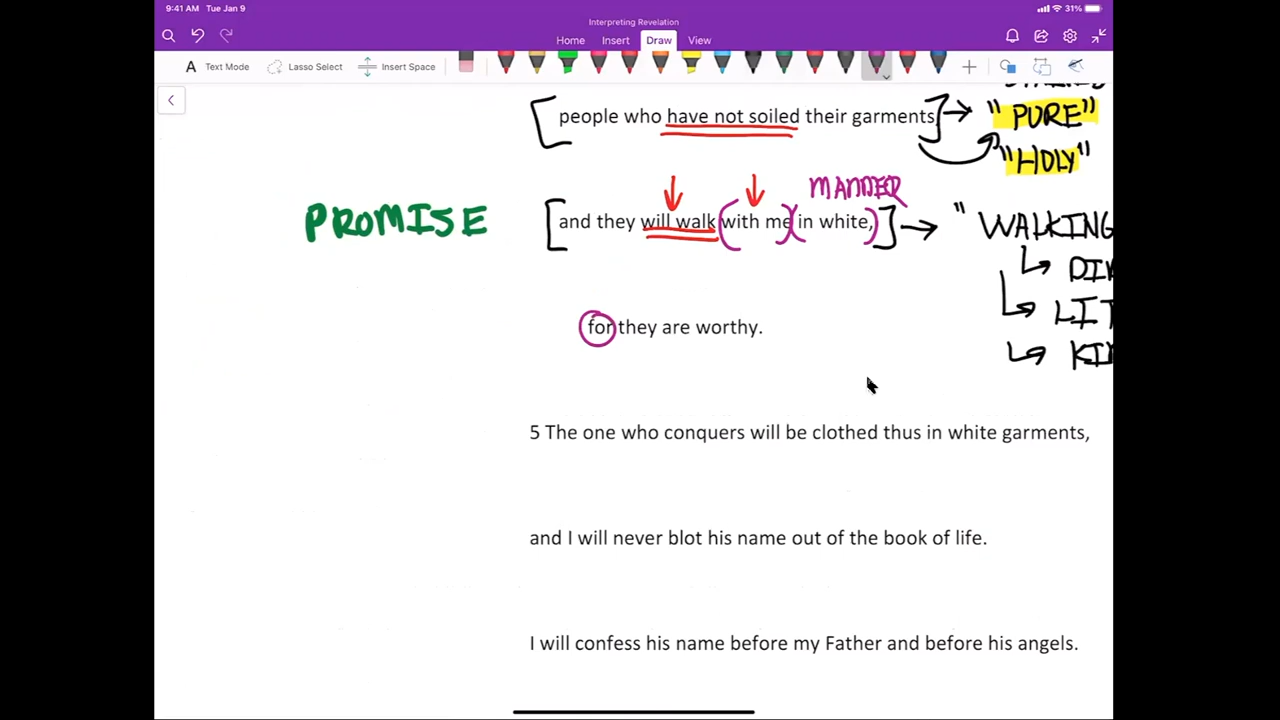 9:41 AM Tue Jan 9
31%
Interpreting Revelation
Home Insert Draw View
A Text Mode Lasso Select Insert Space
people who have not soiled their garments
"PURE"
"HOLY"
MANNER
PROMISE and they will walk with me in white, " WALKING
for they are worthy.
5 The one who conquers will be clothed thus in white garments,
and I will never blot his name out of the book of life.
I will confess his name before my Father and before his angels.